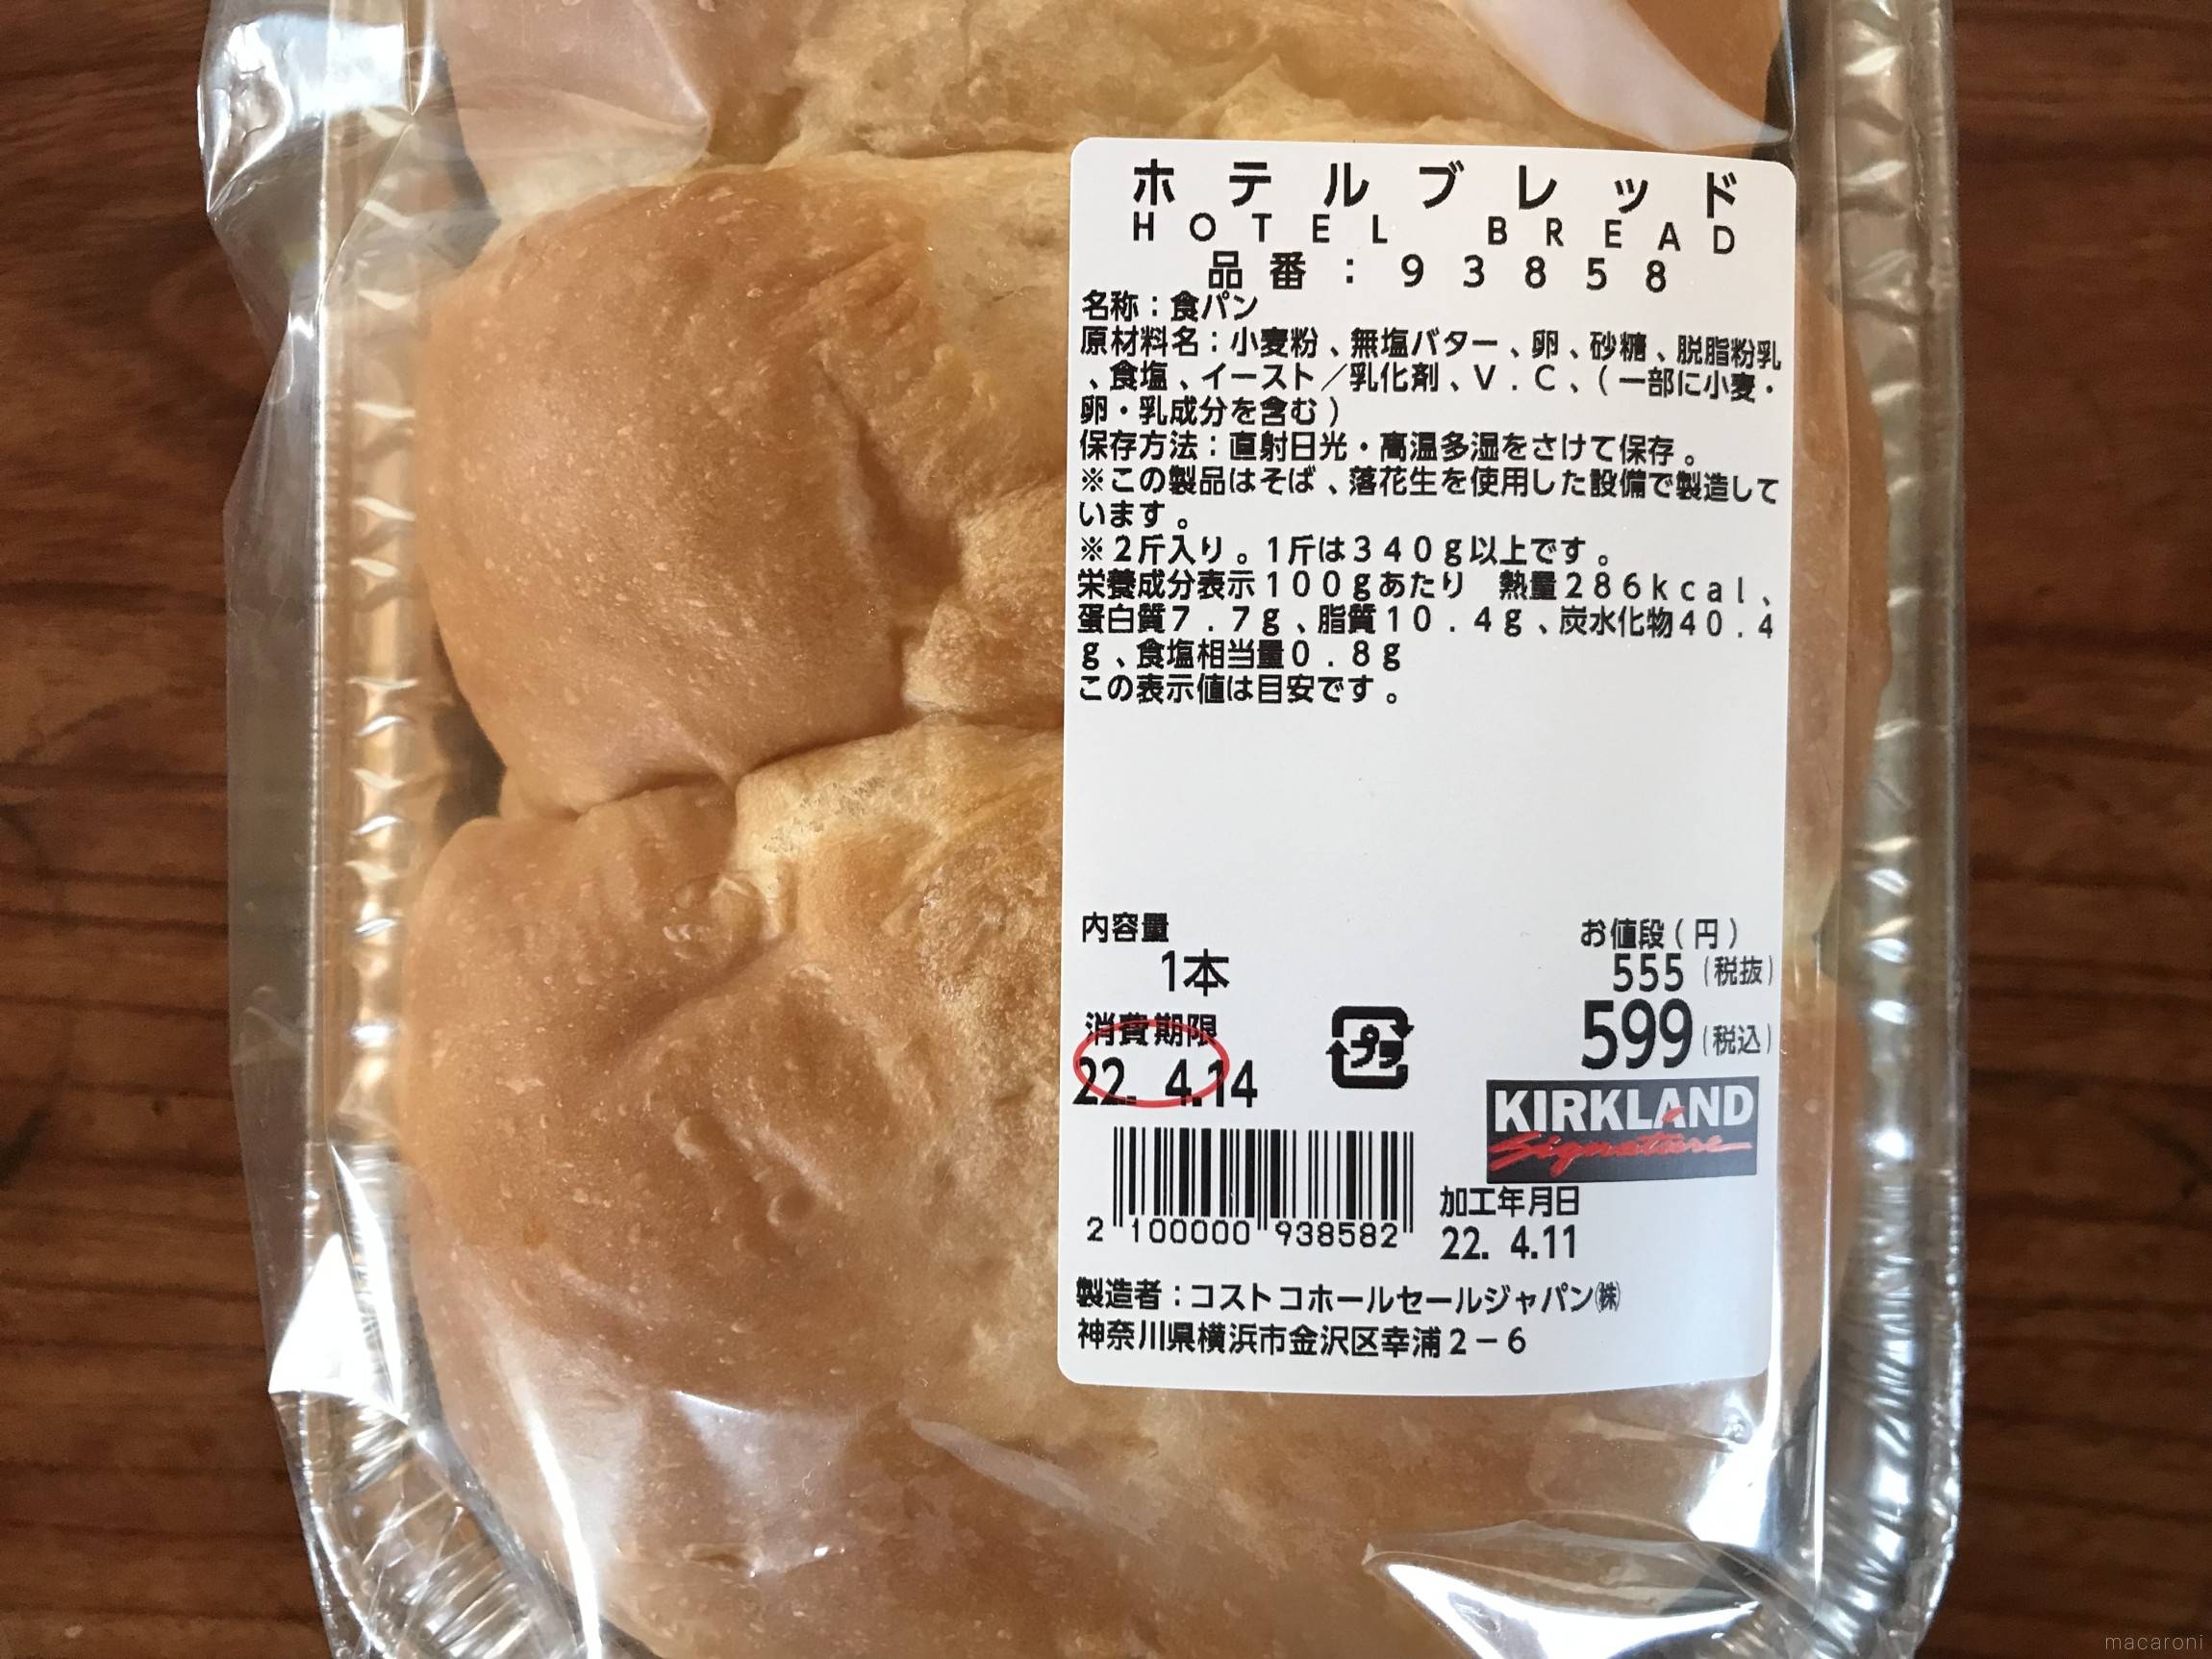 ホテルブレッド
HOTEL BREAD
品番：93858
名称：食パン
原材料名：小麦粉、無塩バター、卵、砂糖、脱脂粉乳
、食塩、イースト／乳化剤、V．C、(一部に小麦・
卵・乳成分を含む)
保存方法：直射日光・高温多湿をさけて保存。
※この製品はそば、落花生を使用した設備で製造して
います。
※2斤入り。1斤は340g以上です。
栄養成分表示100gあたり　熱量286kcal、
蛋白質7．7g、脂質10．4g、炭水化物40．4
g、食塩相当量0．8g
この表示値は目安です。
内容量
1本
お値段(円)
555 (税抜)
599 (税込)
消費期限
22. 4.14
プラ
KIRKLAND
Signature
2 100000 938582
加工年月日
22. 4.11
製造者：コストコホールセールジャパン㈱
神奈川県横浜市金沢区幸浦2－6
macaroni